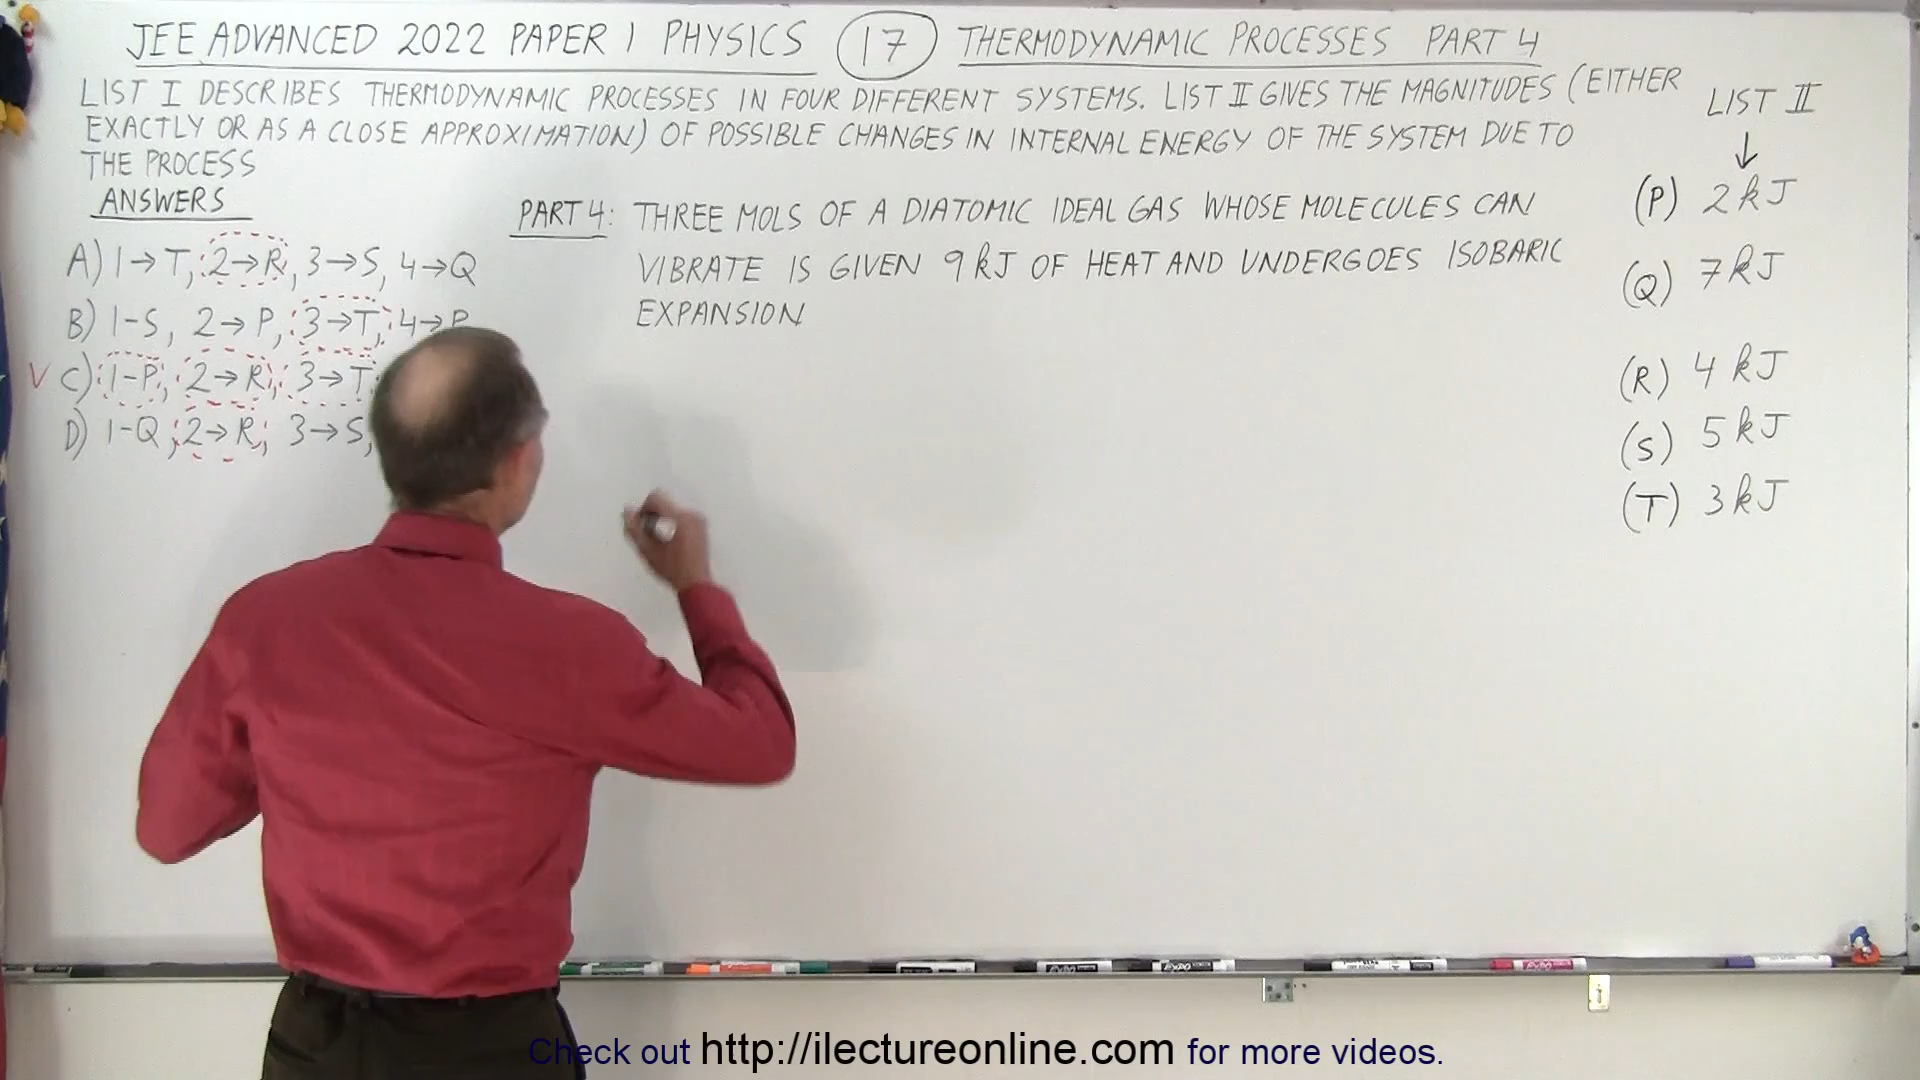 JEE ADVANCED 2022 PAPER 1 PHYSICS 17 THERMODYNAMIC PROCESSES PART 4
LIST I DESCRIBES THERMODYNAMIC PROCESSES IN FOUR DIFFERENT SYSTEMS. LIST II GIVES THE MAGNITUDES (EITHER
EXACTLY OR AS A CLOSE APPROXIMATION) OF POSSIBLE CHANGES IN INTERNAL ENERGY OF THE SYSTEM DUE TO
THE PROCESS
ANSWERS
A) 1→T, 2→R, 3→S, 4→Q
B) 1-S, 2→P, 3→T, 4→P
V C) 1-P, 2→R, 3→T
D) 1-Q, 2→R, 3→S,
PART 4: THREE MOLS OF A DIATOMIC IDEAL GAS WHOSE MOLECULES CAN
VIBRATE IS GIVEN 9 kJ OF HEAT AND UNDERGOES ISOBARIC
EXPANSION
LIST II
↓
(P) 2 kJ
(Q) 7 kJ
(R) 4 kJ
(S) 5 kJ
(T) 3 kJ
Check out http://ilectureonline.com for more videos.